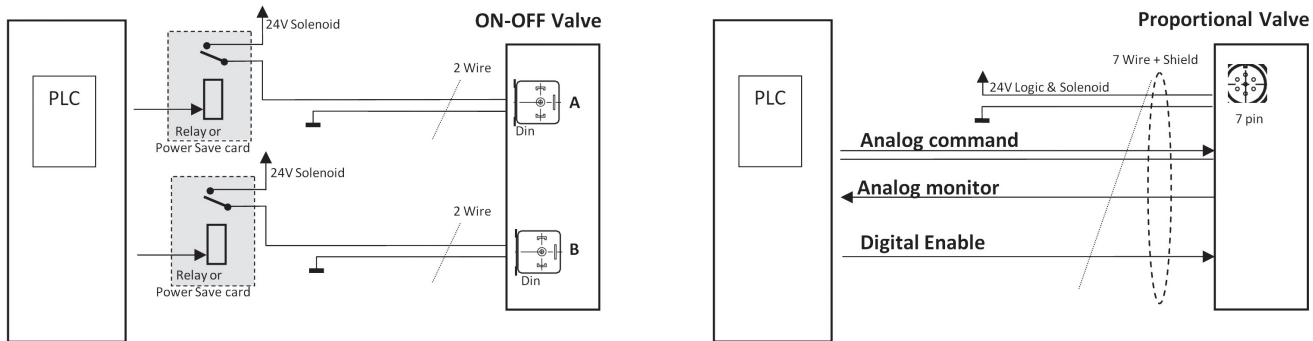 24V Solenoid
ON-OFF Valve
PLC
2 Wire
A
Relay or
Power Save card
Din
24V Solenoid
2 Wire
B
Relay or
Power Save card
Din
Proportional Valve
7 Wire + Shield
PLC
24V Logic & Solenoid
7 pin
Analog command
Analog monitor
Digital Enable